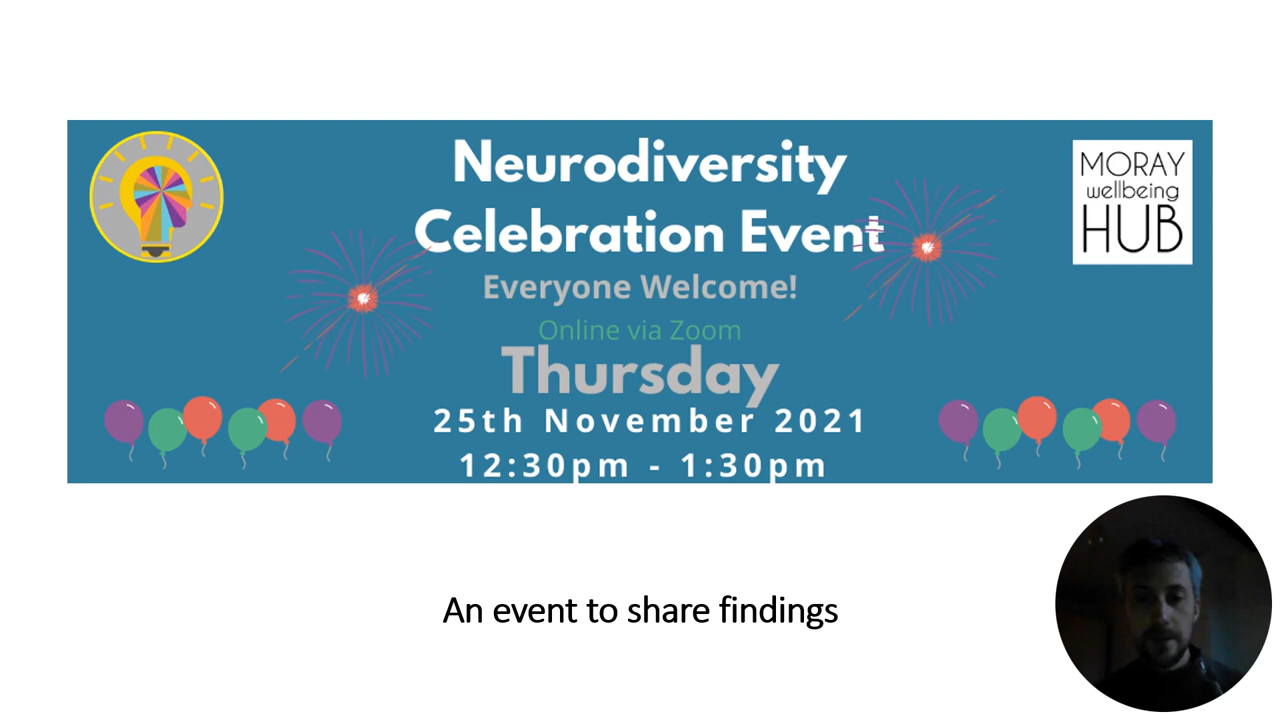 Neurodiversity
Celebration Event
Everyone Welcome!
Online via Zoom
Thursday
25th November 2021
12:30pm - 1:30pm
MORAY
wellbeing
HUB
An event to share findings